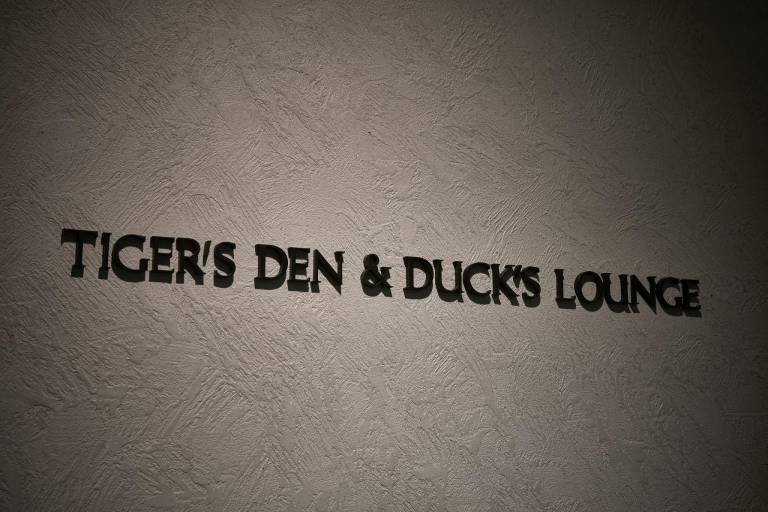 TIGER'S DEN & DUCK'S LOUNGE